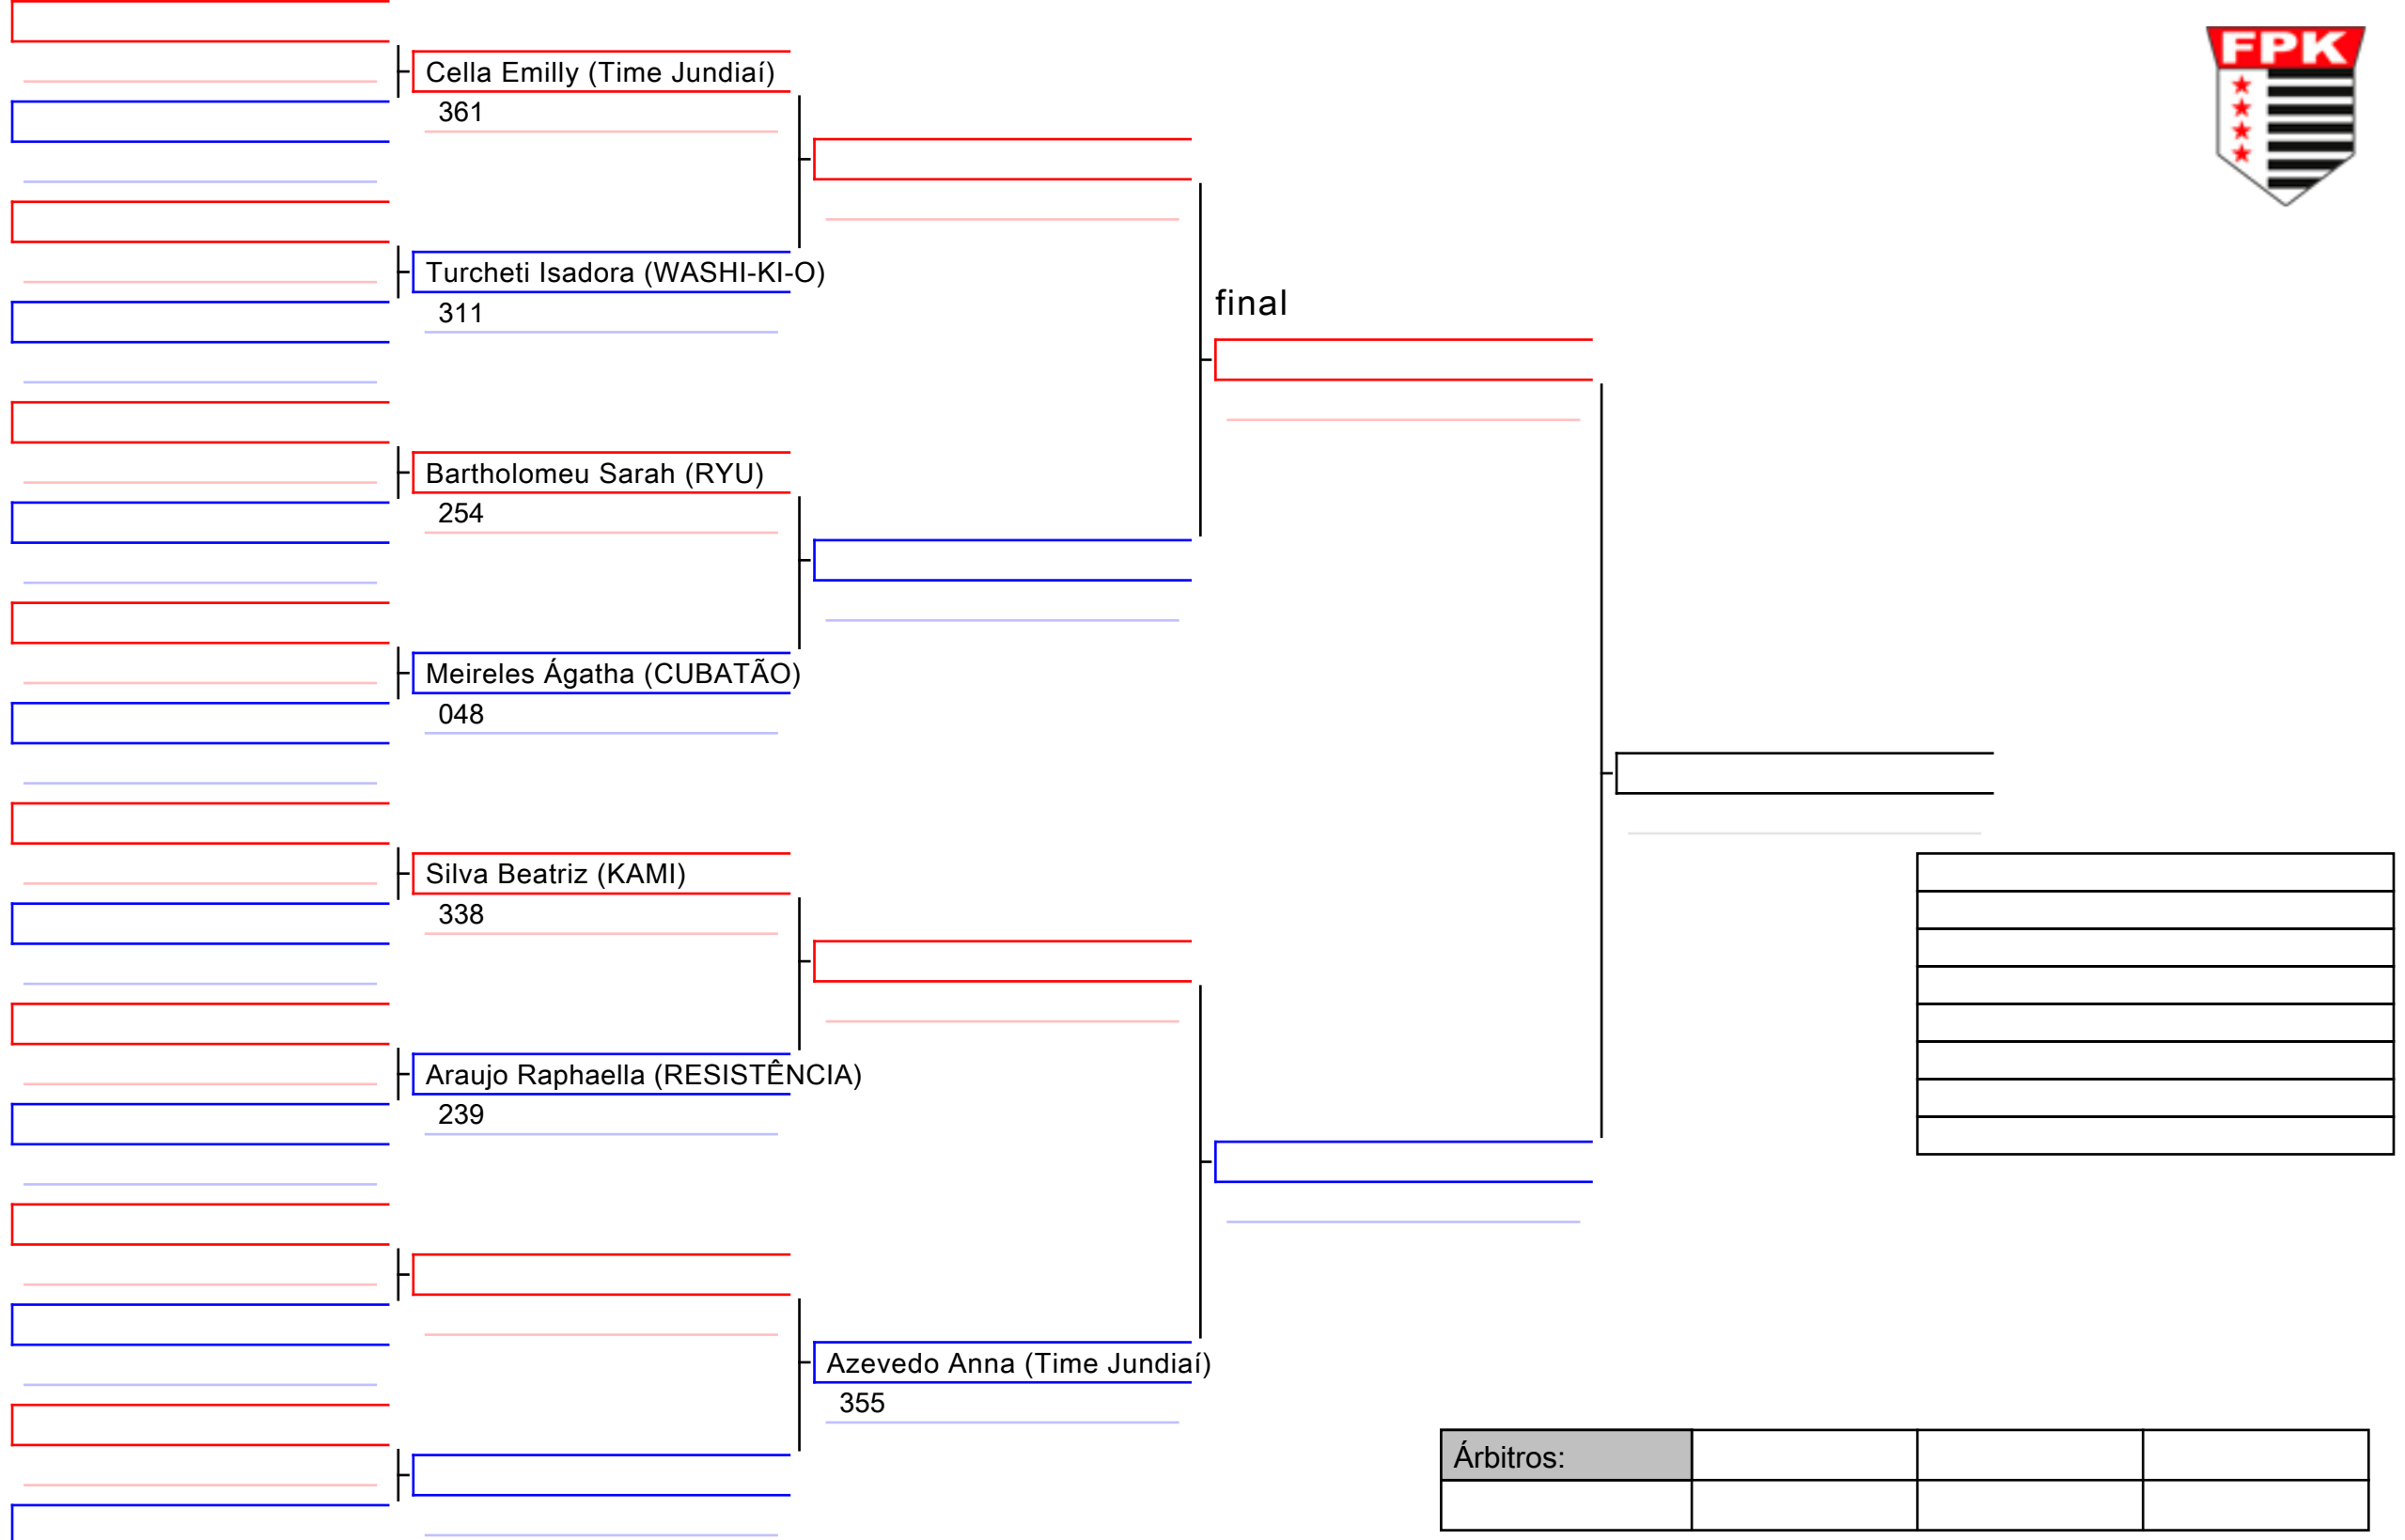 FPK
Cella Emilly (Time Jundiaí)
361
Turcheti Isadora (WASHI-KI-O)
311
final
Bartholomeu Sarah (RYU)
254
Meireles Ágatha (CUBATÃO)
048
Silva Beatriz (KAMI)
338
Araujo Raphaella (RESISTÊNCIA)
239
Azevedo Anna (Time Jundiaí)
355
Árbitros: